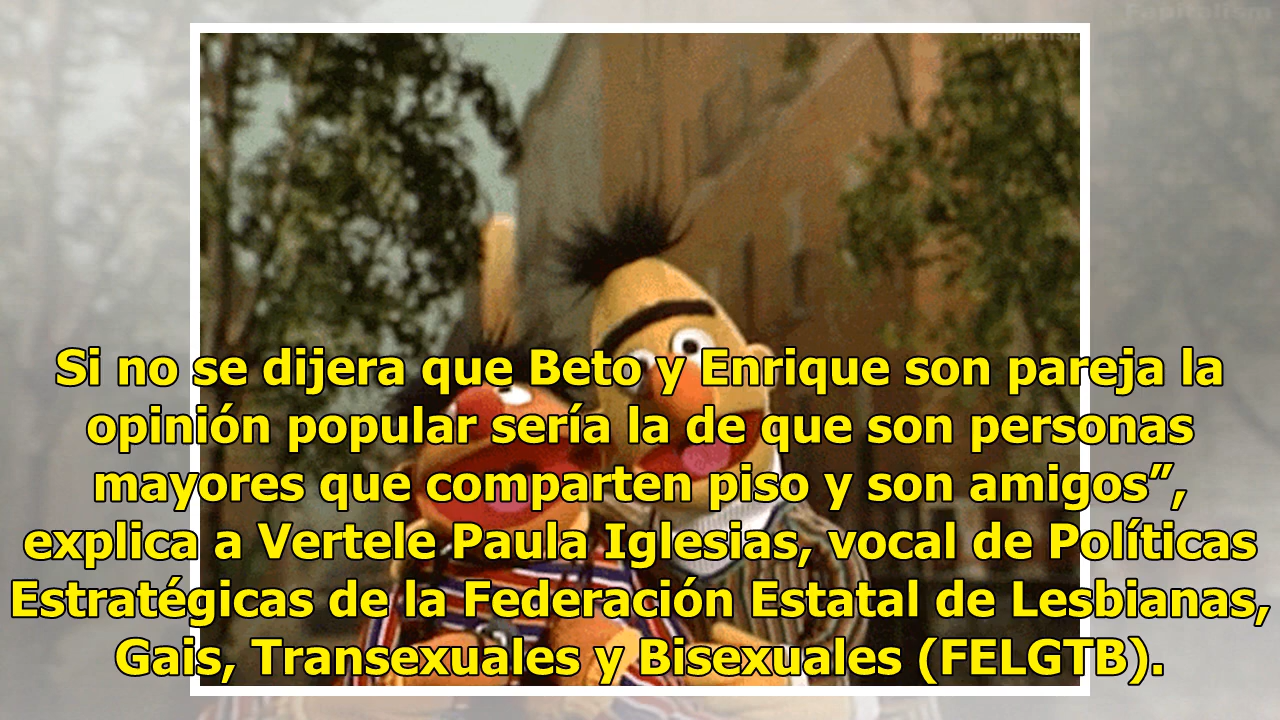 Fapitalism
Fapitalism
Si no se dijera que Beto y Enrique son pareja la
opinión popular sería la de que son personas
mayores que comparten piso y son amigos”,
explica a Vertele Paula Iglesias, vocal de Políticas
Estratégicas de la Federación Estatal de Lesbianas,
Gais, Transexuales y Bisexuales (FELGTB).